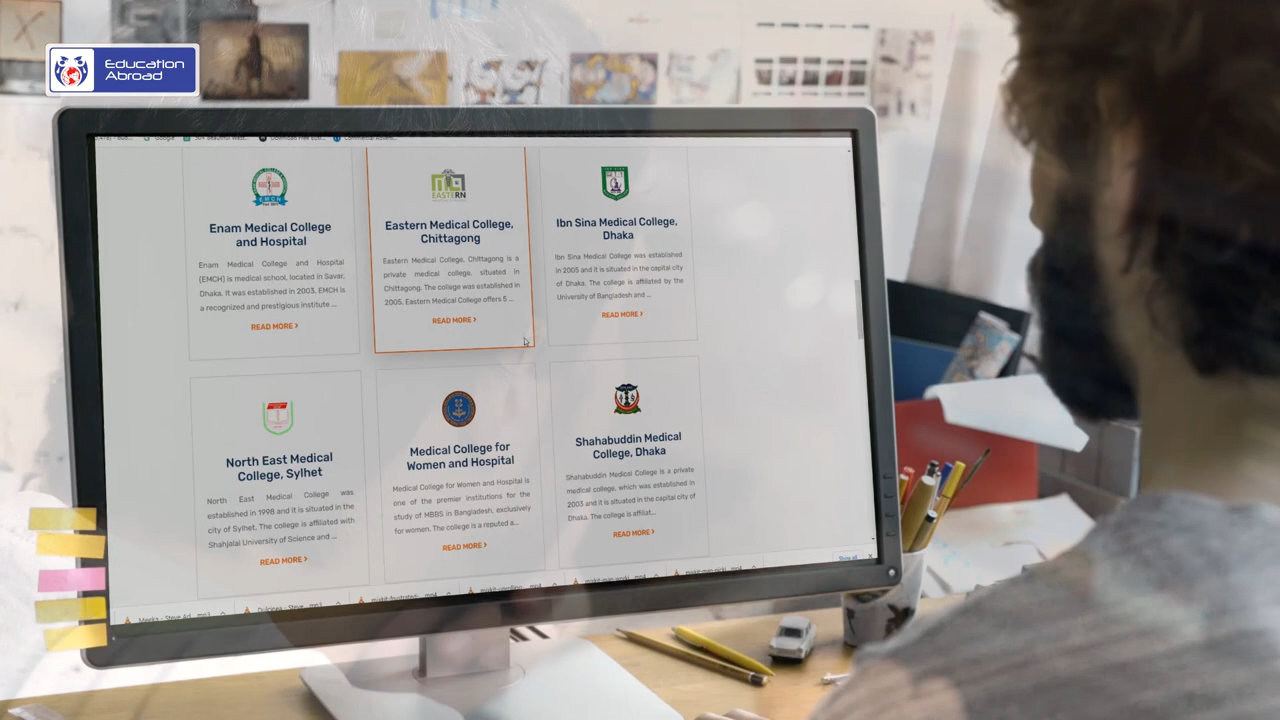 Education
Abroad
Enam Medical College
and Hospital
Enam Medical College and Hospital
(EMCH) is medical school, located in Savar,
Dhaka. It was established in 2003. EMCH is
a recognized and prestigious institute ...
READ MORE >
EASTERN
Eastern Medical College,
Chittagong
Eastern Medical College, Chittagong is a
private medical college, situated in
Chittagong. The college was established in
2005. Eastern Medical College offers 5 ...
READ MORE >
Ibn Sina Medical College,
Dhaka
Ibn Sina Medical College was established
in 2005 and it is situated in the capital city
of Dhaka. The college is affiliated by the
University of Bangladesh and ...
READ MORE >
North East Medical
College, Sylhet
North East Medical College was
established in 1998 and it is situated in the
city of Sylhet. The college is affiliated with
Shahjalal University of Science and ...
READ MORE >
Medical College for
Women and Hospital
Medical College for Women and Hospital is
one of the premier institutions for the
study of MBBS in Bangladesh, exclusively
for women. The college is a reputed a...
READ MORE >
Shahabuddin Medical
College, Dhaka
Shahabuddin Medical College is a private
medical college, which was established in
2003 and it is situated in the capital city of
Dhaka. The college is affiliat...
READ MORE >
Show all